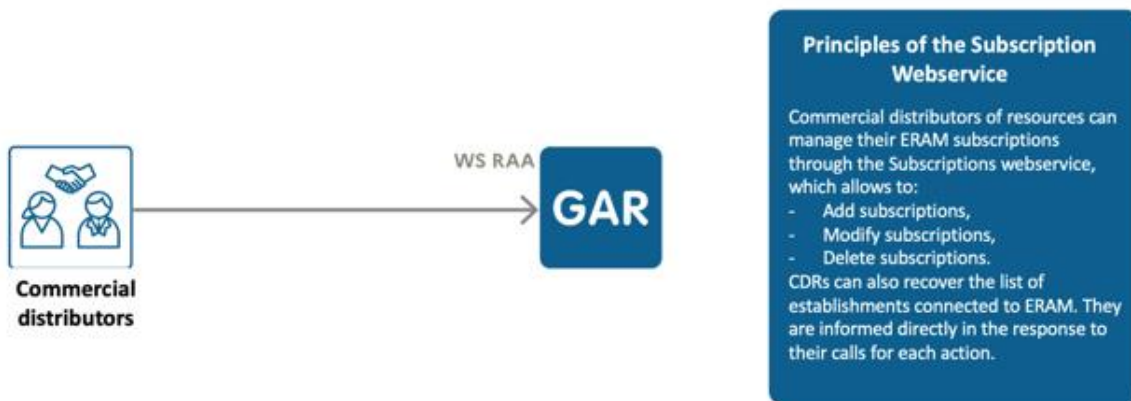 WS RAA
GAR
Commercial
distributors
Principles of the Subscription
Webservice
Commercial distributors of resources can
manage their ERAM subscriptions
through the Subscriptions webservice,
which allows to:
- Add subscriptions,
- Modify subscriptions,
- Delete subscriptions.
CDRs can also recover the list of
establishments connected to ERAM. They
are informed directly in the response to
their calls for each action.